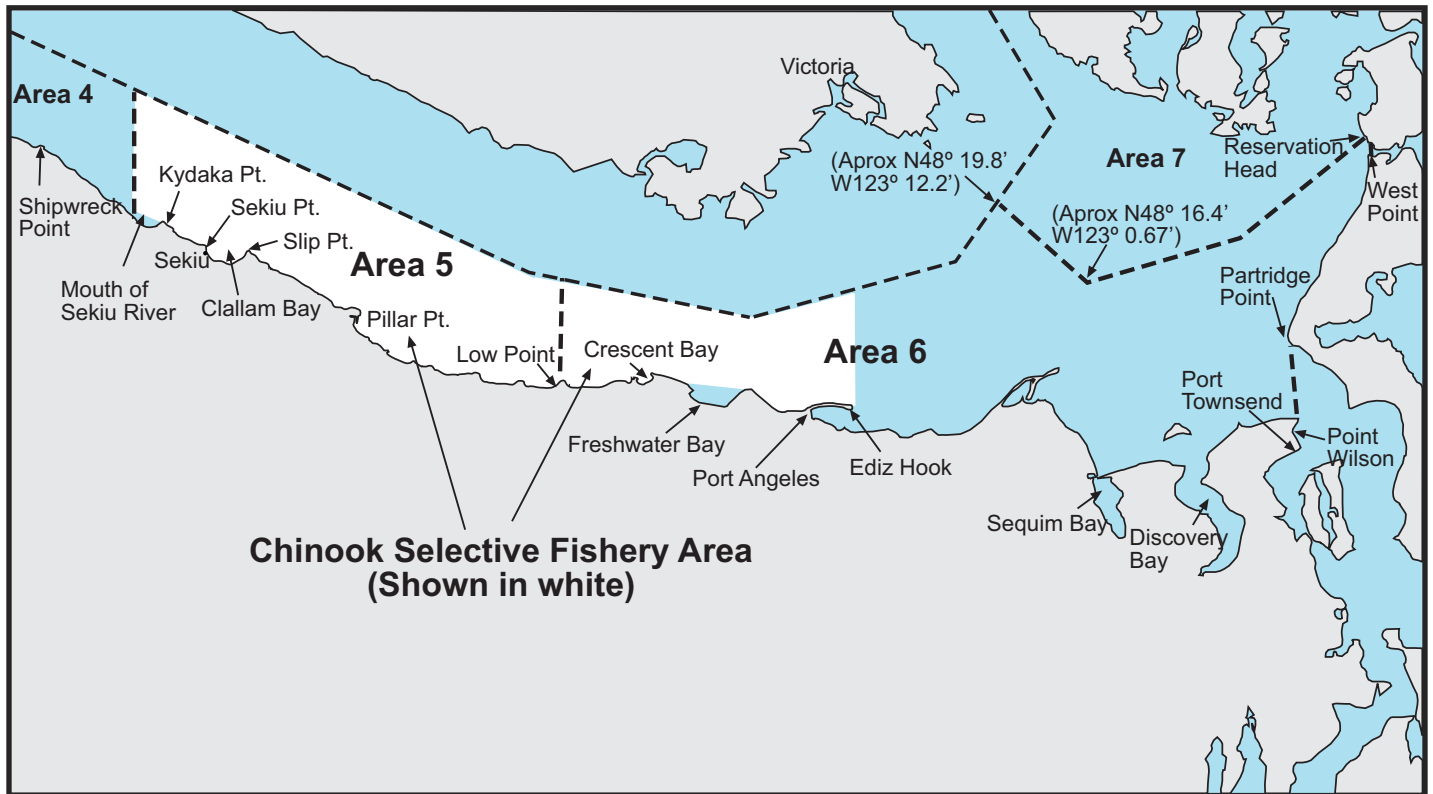 Victoria
Area 4
(Aprox N48º 19.8’
W123º 12.2’)
Area 7
Reservation
Head
West
Point
Shipwreck
Point
Kydaka Pt.
Sekiu Pt.
Slip Pt.
Sekiu
Area 5
(Aprox N48º 16.4’
W123º 0.67’)
Mouth of
Sekiu River
Clallam Bay
Pillar Pt.
Partridge
Point
Low Point
Crescent Bay
Area 6
Port
Townsend
Freshwater Bay
Port Angeles
Ediz Hook
Point
Wilson
Sequim Bay
Discovery
Bay
Chinook Selective Fishery Area
(Shown in white)